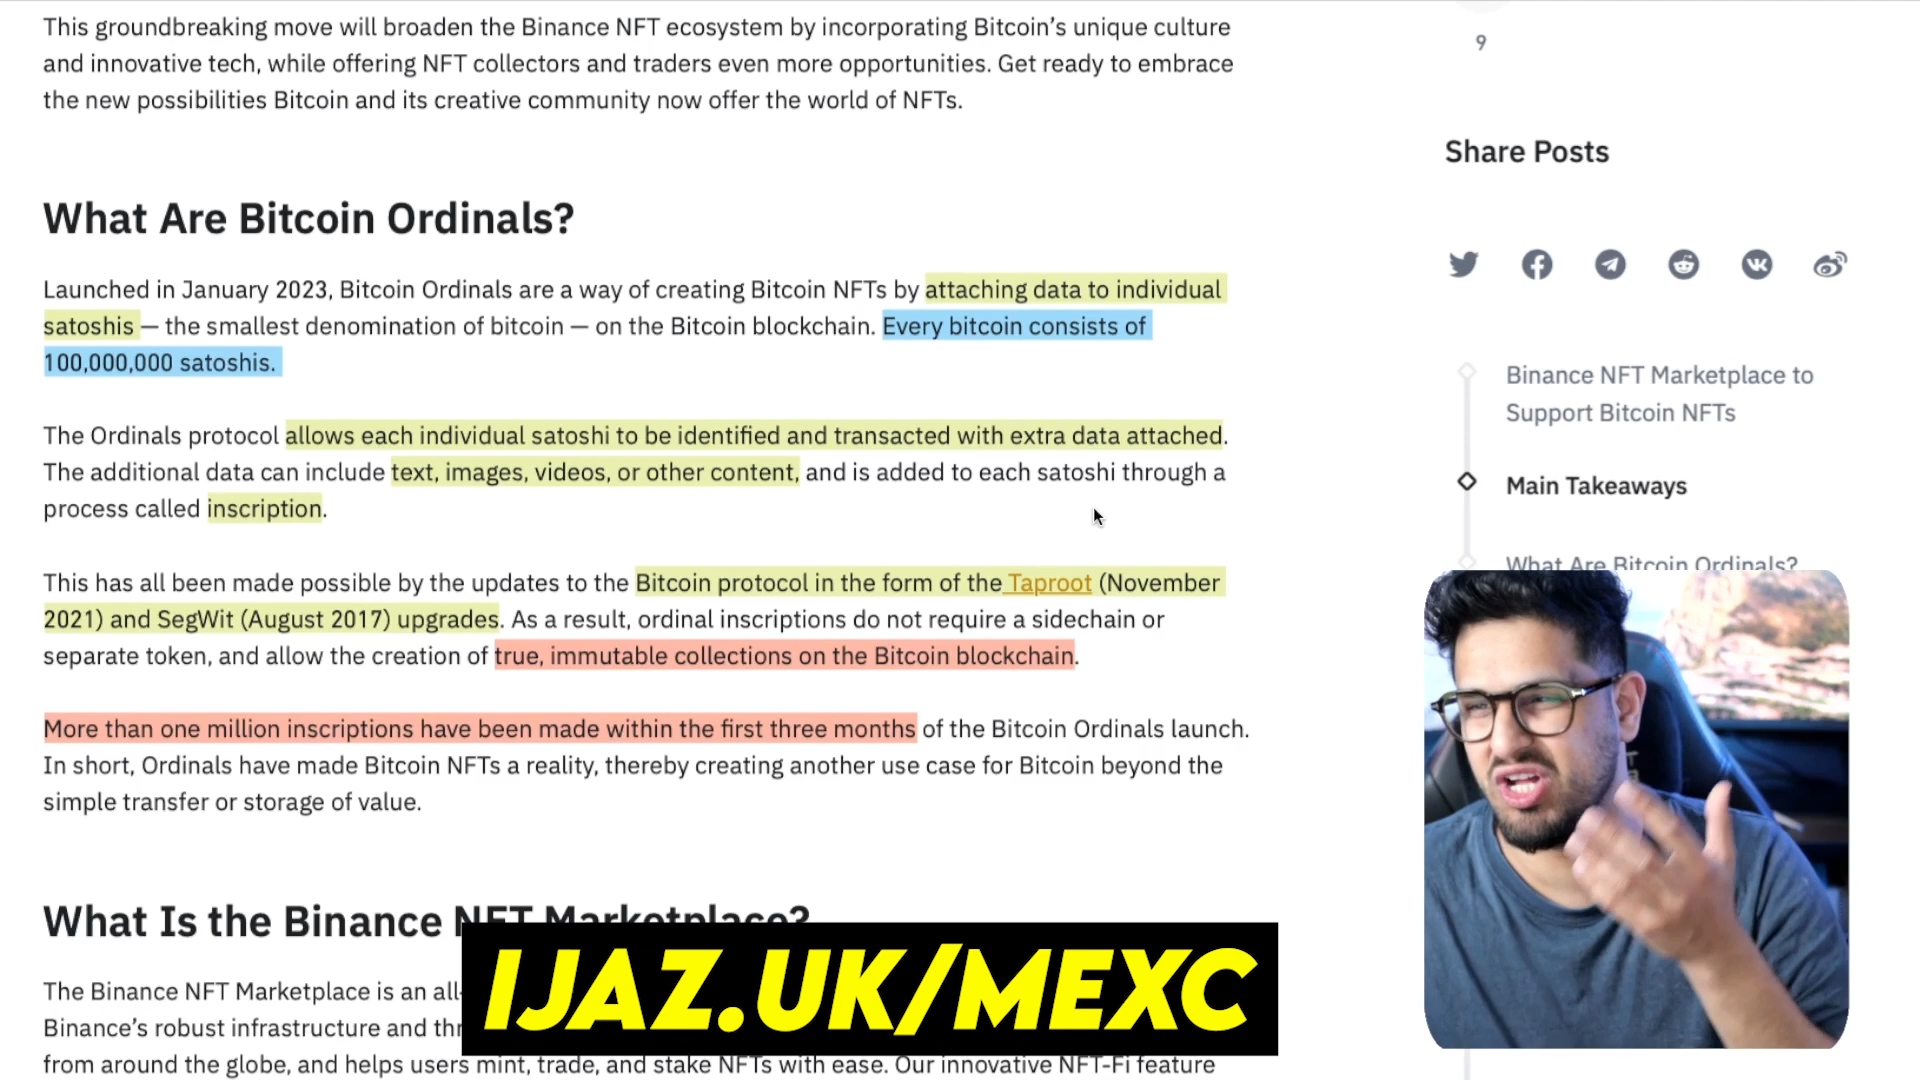 This groundbreaking move will broaden the Binance NFT ecosystem by incorporating Bitcoin’s unique culture
and innovative tech, while offering NFT collectors and traders even more opportunities. Get ready to embrace
the new possibilities Bitcoin and its creative community now offer the world of NFTs.
9
Share Posts
What Are Bitcoin Ordinals?
Launched in January 2023, Bitcoin Ordinals are a way of creating Bitcoin NFTs by attaching data to individual
satoshis — the smallest denomination of bitcoin — on the Bitcoin blockchain. Every bitcoin consists of
100,000,000 satoshis.
The Ordinals protocol allows each individual satoshi to be identified and transacted with extra data attached.
The additional data can include text, images, videos, or other content, and is added to each satoshi through a
process called inscription.
This has all been made possible by the updates to the Bitcoin protocol in the form of the Taproot (November
2021) and SegWit (August 2017) upgrades. As a result, ordinal inscriptions do not require a sidechain or
separate token, and allow the creation of true, immutable collections on the Bitcoin blockchain.
More than one million inscriptions have been made within the first three months of the Bitcoin Ordinals launch.
In short, Ordinals have made Bitcoin NFTs a reality, thereby creating another use case for Bitcoin beyond the
simple transfer or storage of value.
Binance NFT Marketplace to
Support Bitcoin NFTs
Main Takeaways
What Are Bitcoin Ordinals?
What Is the Binance NFT Marketplace?
The Binance NFT Marketplace is an all-
Binance’s robust infrastructure and
from around the globe, and helps users mint, trade, and stake NFTs with ease. Our innovative NFT-Fi feature
IJAZ.UK/MEXC